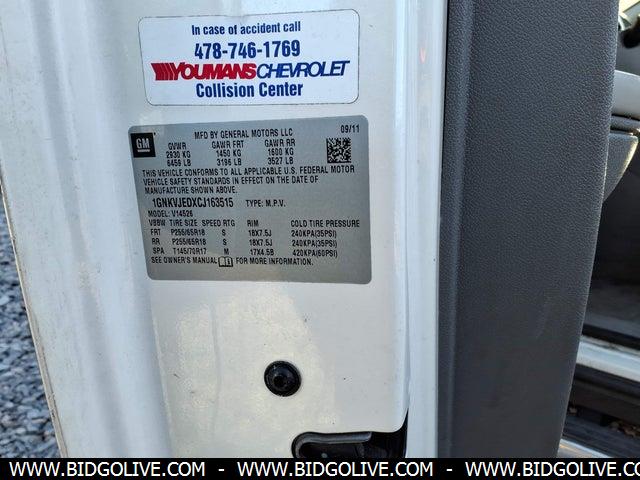 In case of accident call
478-746-1769
YOUMANS CHEVROLET
Collision Center
GM
MFD BY GENERAL MOTORS LLC 09/11
GVWR GAWR FRT GAWR RR
2930 KG 1450 KG 1600 KG
6459 LB 3196 LB 3527 LB
THIS VEHICLE CONFORMS TO ALL APPLICABLE U.S. FEDERAL MOTOR
VEHICLE SAFETY STANDARDS IN EFFECT ON THE DATE OF
MANUFACTURE SHOWN ABOVE.
1GNKVJEDXCJ163515 TYPE: M.P.V.
MODEL: V14526
VBBW TIRE SIZE SPEED RTG RIM COLD TIRE PRESSURE
FRT P255/65R18 S 18X7.5J 240KPA(35PSI)
RR P255/65R18 S 18X7.5J 240KPA(35PSI)
SPA T145/70R17 M 17X4.5B 420KPA(60PSI)
SEE OWNER'S MANUAL FOR MORE INFORMATION.
WWW.BIDGOLIVE.COM - WWW.BIDGOLIVE.COM - WWW.BIDGOLIVE.COM